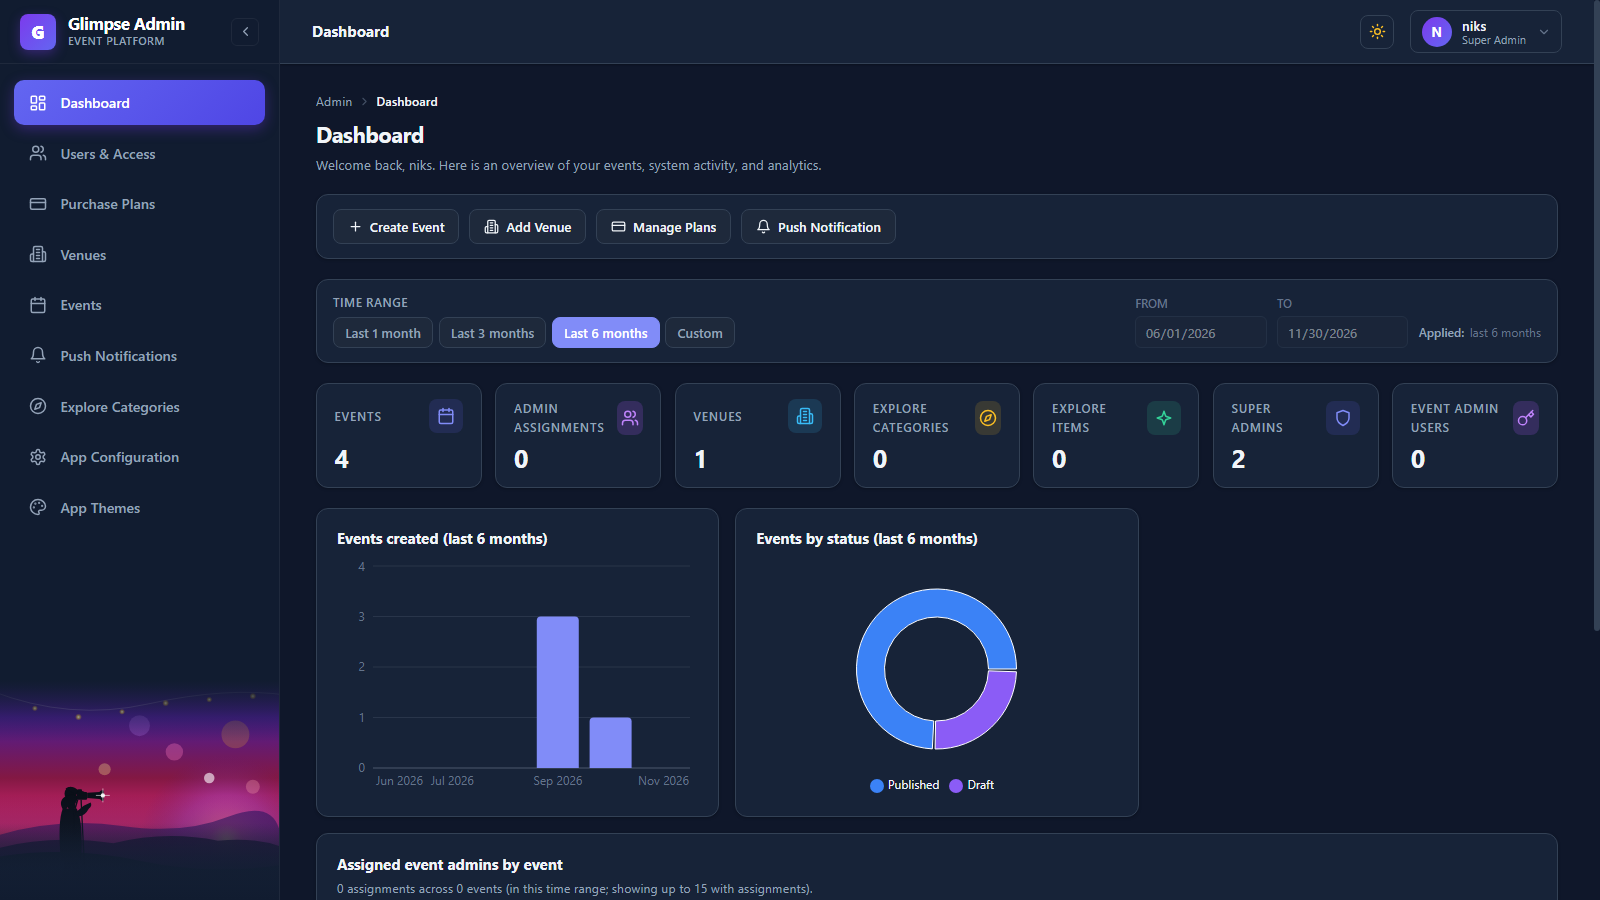 G
Glimpse Admin
EVENT PLATFORM
Dashboard
Users & Access
Purchase Plans
Venues
Events
Push Notifications
Explore Categories
App Configuration
App Themes
Dashboard
N
niks
Super Admin
Admin > Dashboard
Dashboard
Welcome back, niks. Here is an overview of your events, system activity, and analytics.
+ Create Event
Add Venue
Manage Plans
Push Notification
TIME RANGE
Last 1 month
Last 3 months
Last 6 months
Custom
FROM
06/01/2026
TO
11/30/2026
Applied: last 6 months
EVENTS
4
ADMIN
ASSIGNMENTS
0
VENUES
1
EXPLORE
CATEGORIES
0
EXPLORE
ITEMS
0
SUPER
ADMINS
2
EVENT ADMIN
USERS
0
Events created (last 6 months)
4
3
2
1
0
Jun 2026 Jul 2026 Sep 2026 Nov 2026
Events by status (last 6 months)
Published Draft
Assigned event admins by event
0 assignments across 0 events (in this time range; showing up to 15 with assignments).